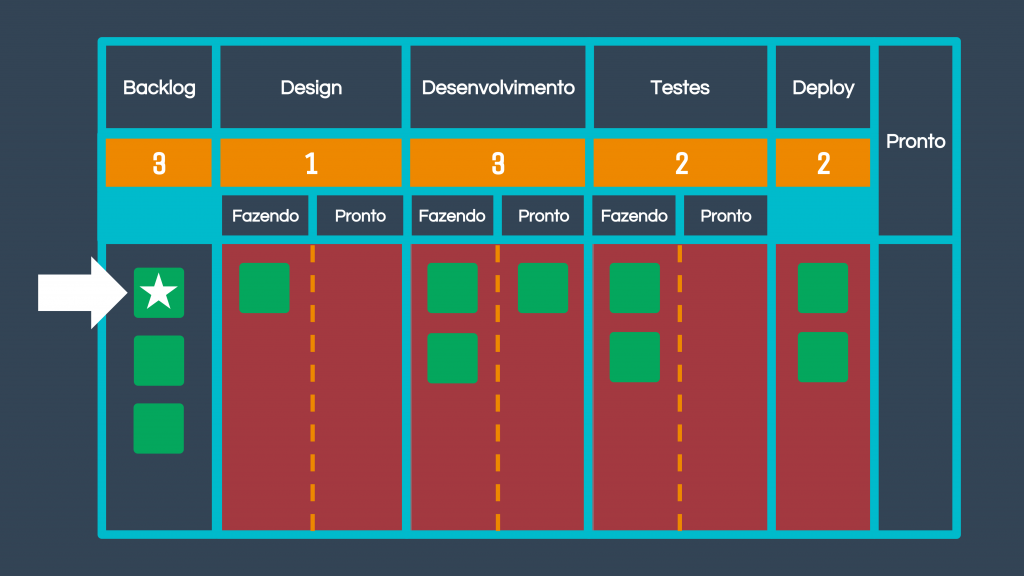 Backlog
Design
Desenvolvimento
Testes
Deploy
Pronto
3
1
3
2
2
Fazendo
Pronto
Fazendo
Pronto
Fazendo
Pronto